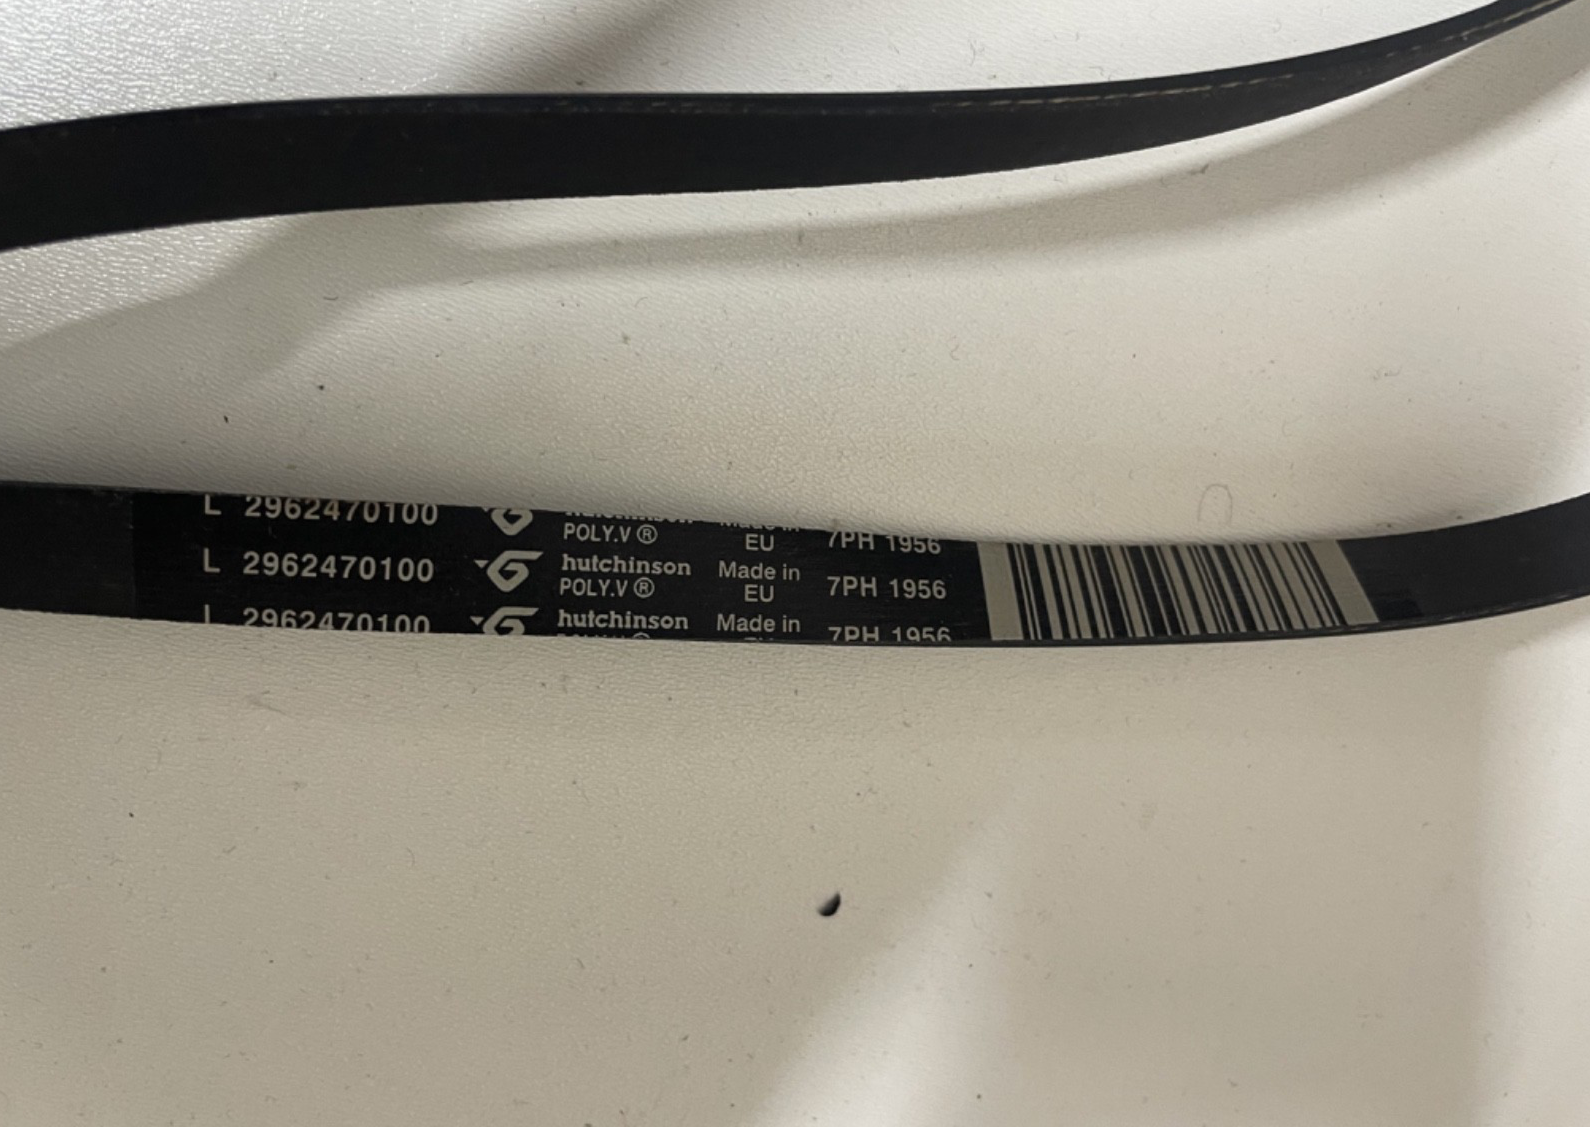 L 2962470100 POLY.V® EU 7PH 1956
L 2962470100 hutchinson POLY.V® Made in EU 7PH 1956
L 2962470100 hutchinson Made in 7PH 1956